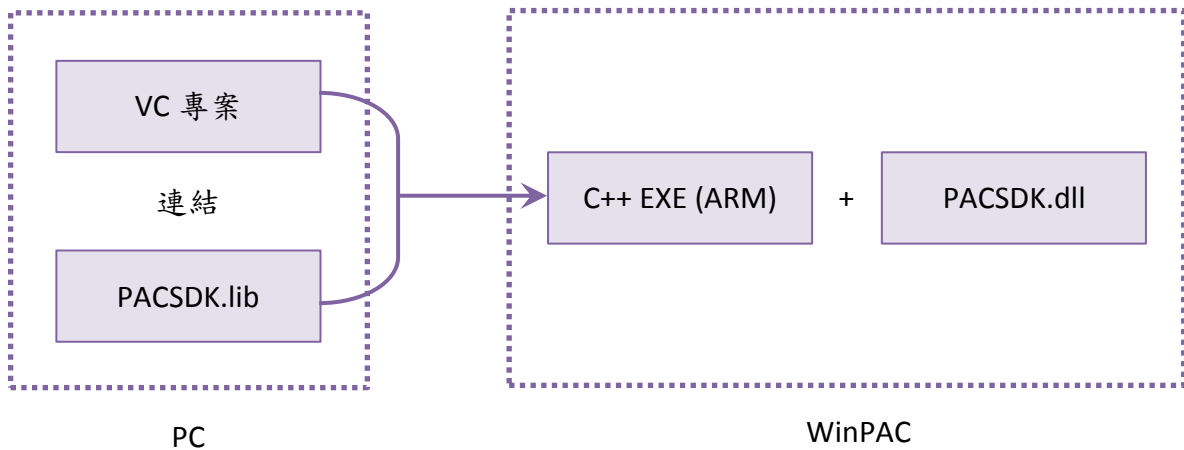 VC 專案
連結
PACSDK.lib
PC
C++ EXE (ARM)
+
PACSDK.dll
WinPAC